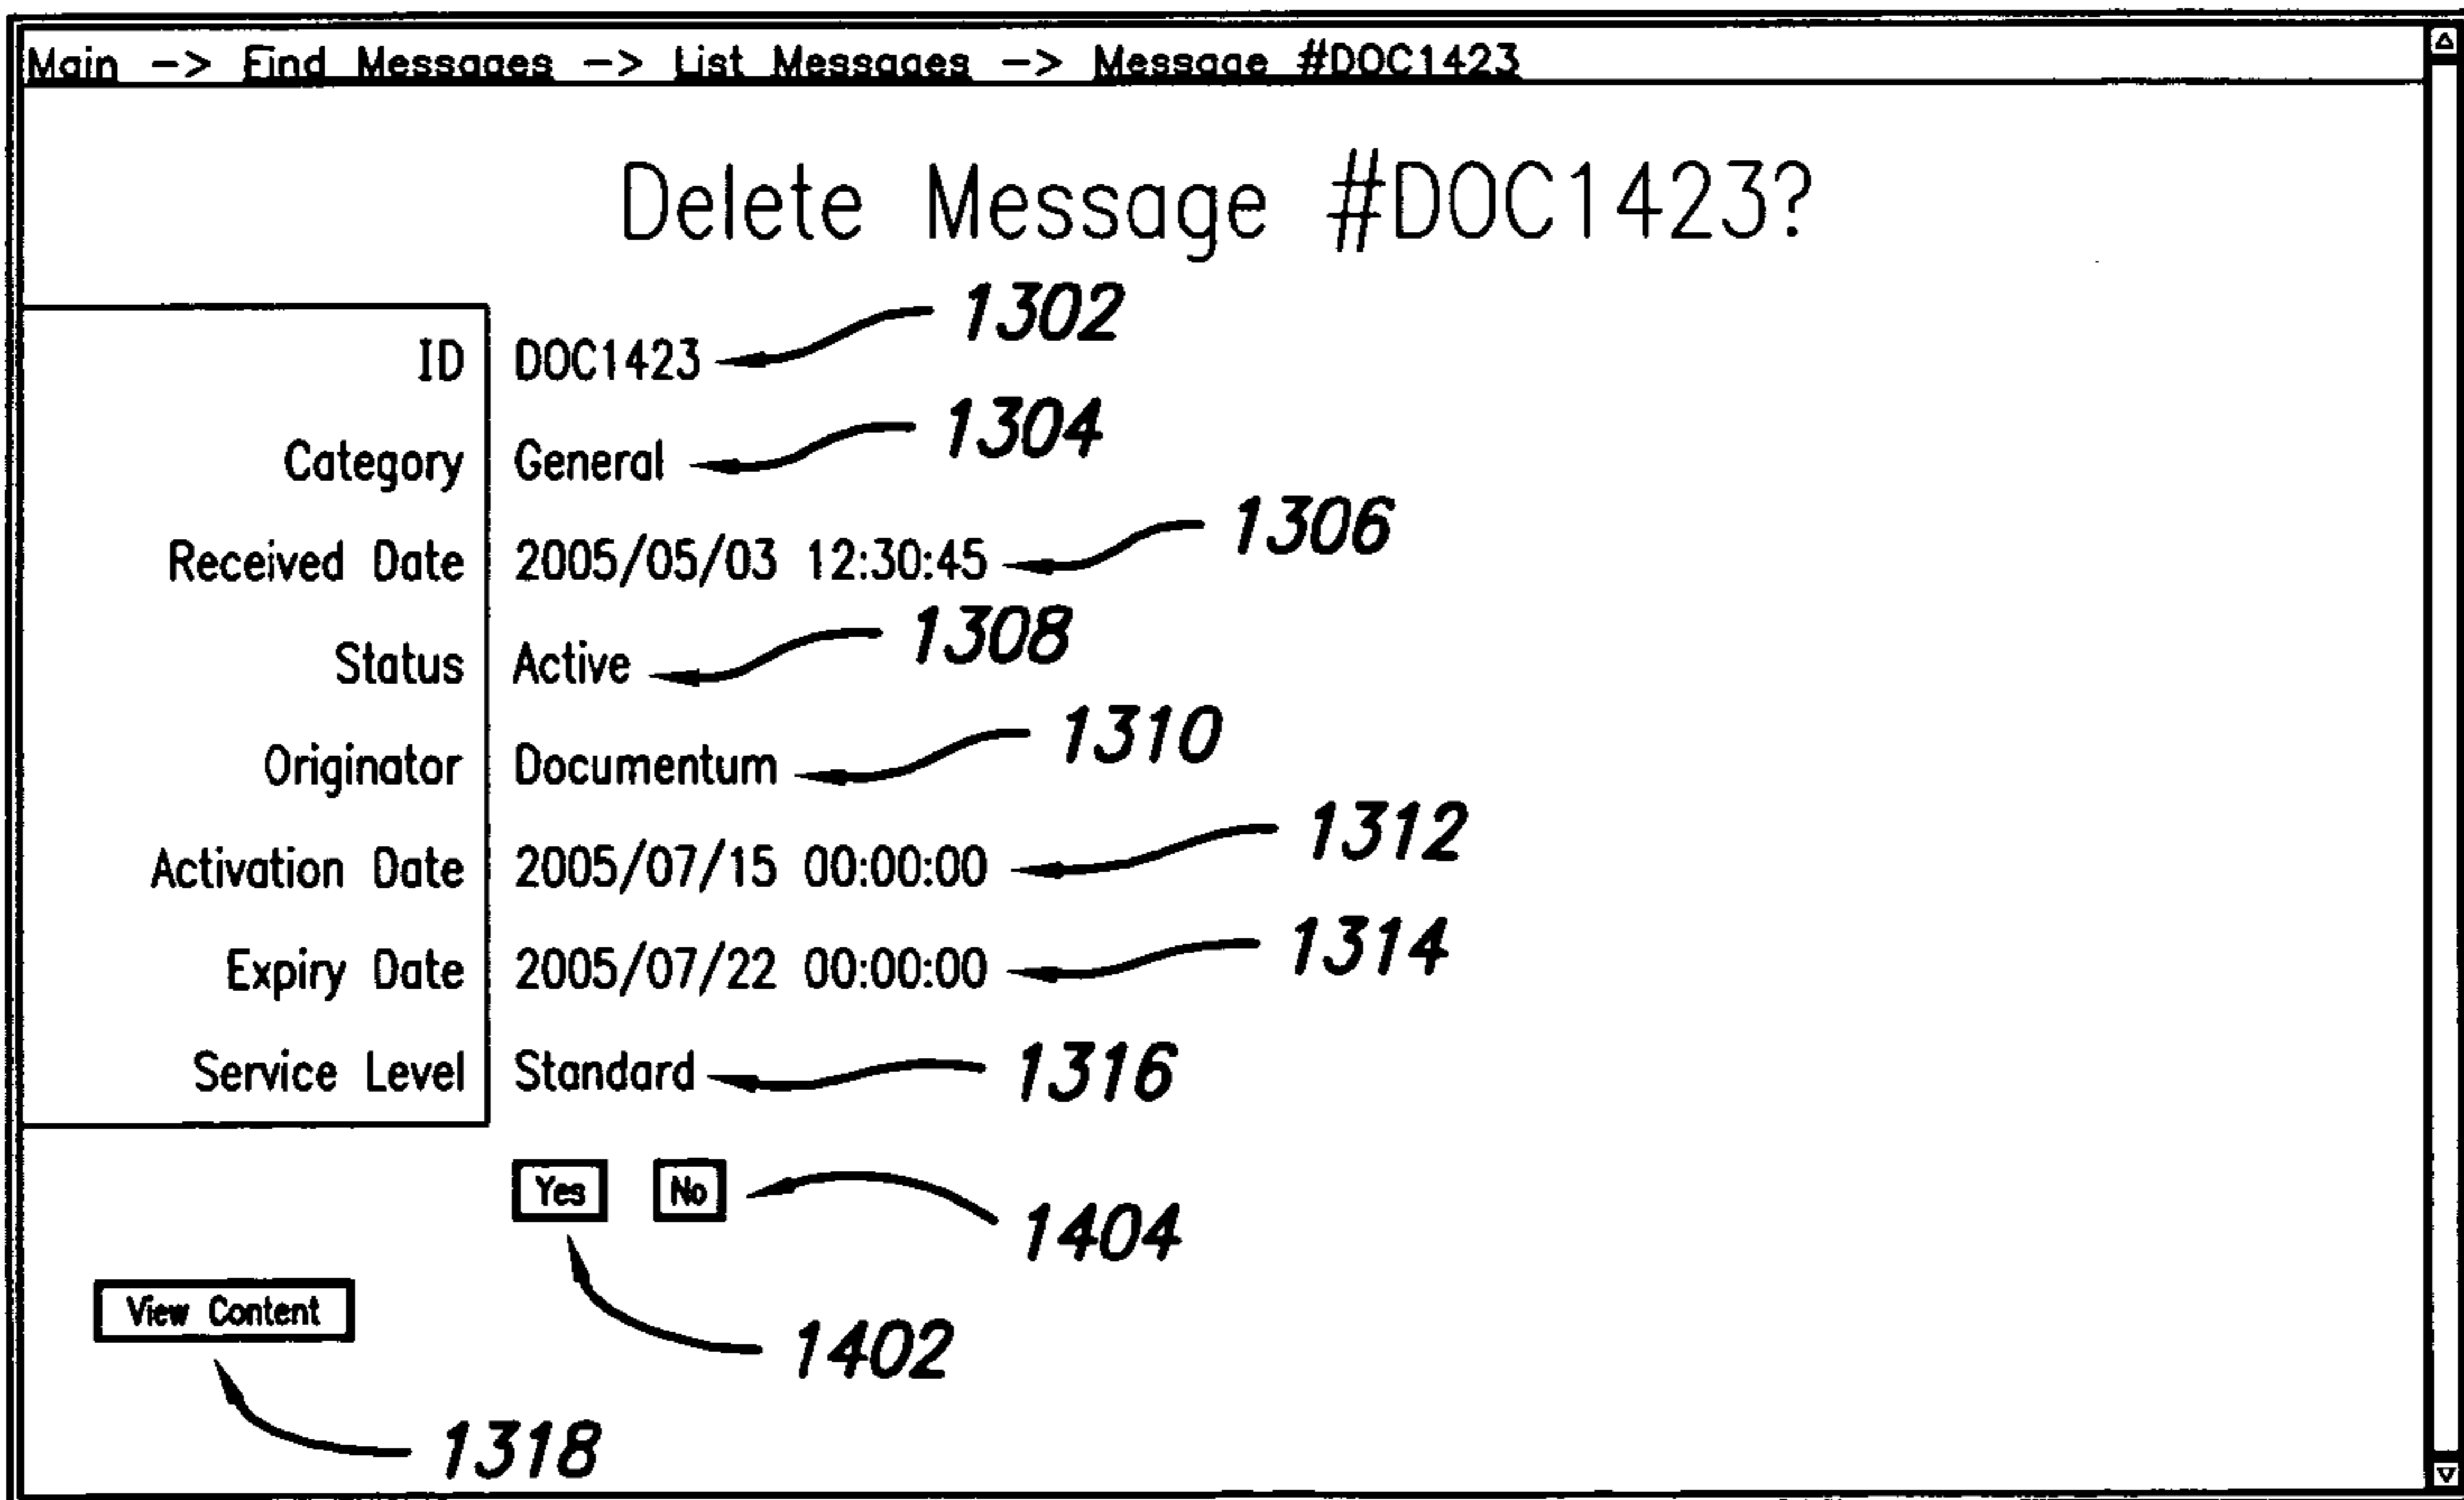 Main -> Find Messages -> List Messages -> Message #DOC1423
Delete Message #DOC1423?
1302
ID DOC1423
1304
Category General
1306
Received Date 2005/05/03 12:30:45
1308
Status Active
1310
Originator Documentum
1312
Activation Date 2005/07/15 00:00:00
1314
Expiry Date 2005/07/22 00:00:00
Service Level Standard 1316
Yes No
1404
View Content
1402
1318